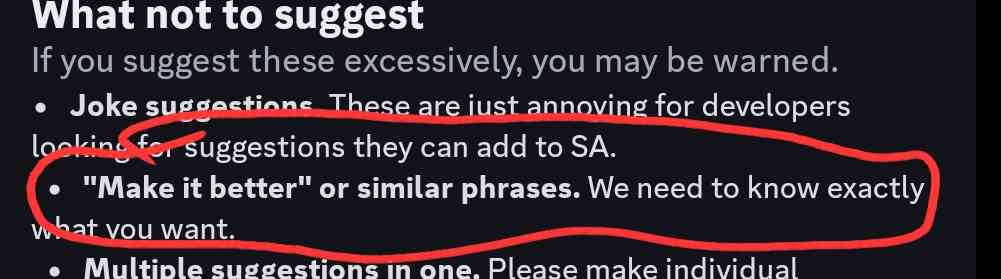 What not to suggest
If you suggest these excessively, you may be warned.
• Joke suggestions. These are just annoying for developers
looking for suggestions they can add to SA.
• "Make it better" or similar phrases. We need to know exactly
what you want.
• Multiple suggestions in one. Please make individual